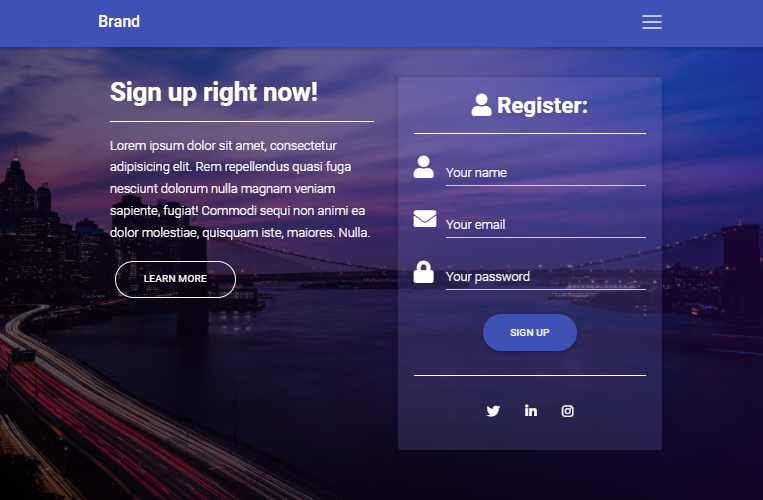 Brand
Sign up right now!
Lorem ipsum dolor sit amet, consectetur
adipisicing elit. Rem repellendus quasi fuga
nesciunt dolorum nulla magnam veniam
sapiente, fugiat! Commodi sequi non animi ea
dolor molestiae, quisquam iste, maiores. Nulla.
LEARN MORE
Register:
Your name
Your email
Your password
SIGN UP